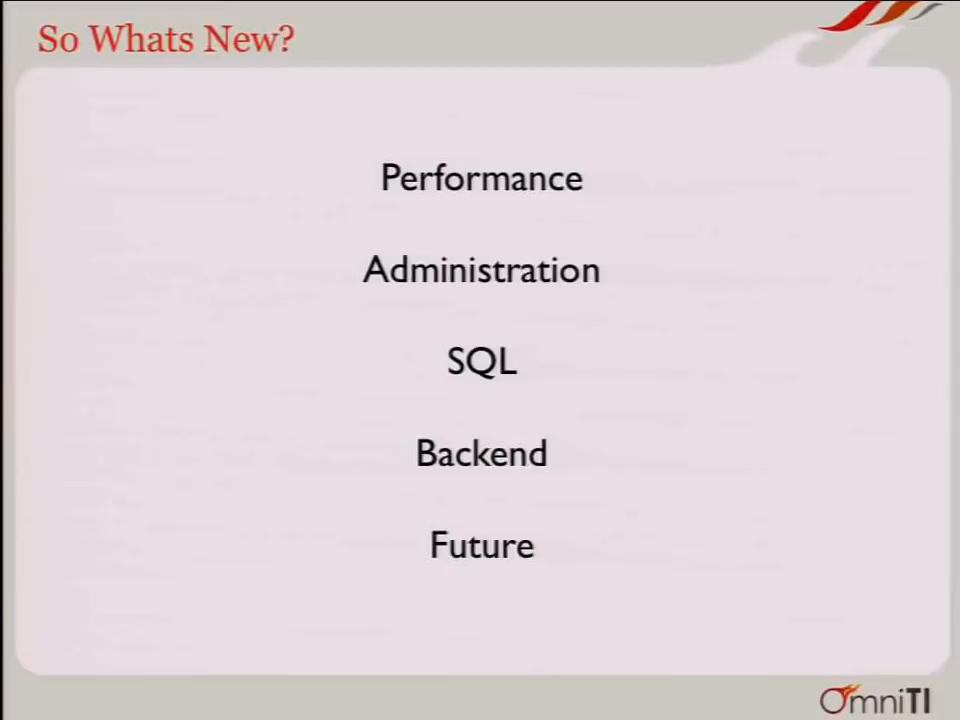 So Whats New?
Performance
Administration
SQL
Backend
Future
OmniTI